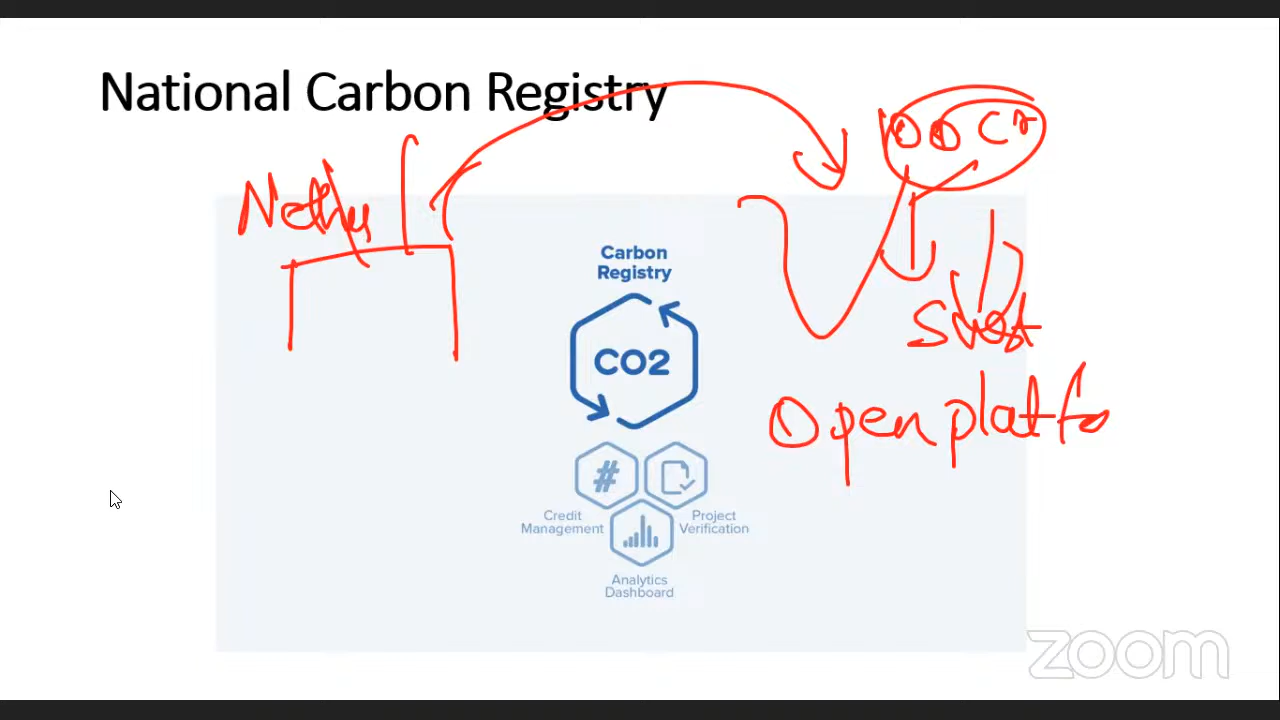 National Carbon Registry
Carbon
Registry
CO2
#
Credit
Management
Project
Verification
Analytics
Dashboard
Open platfo
zoom